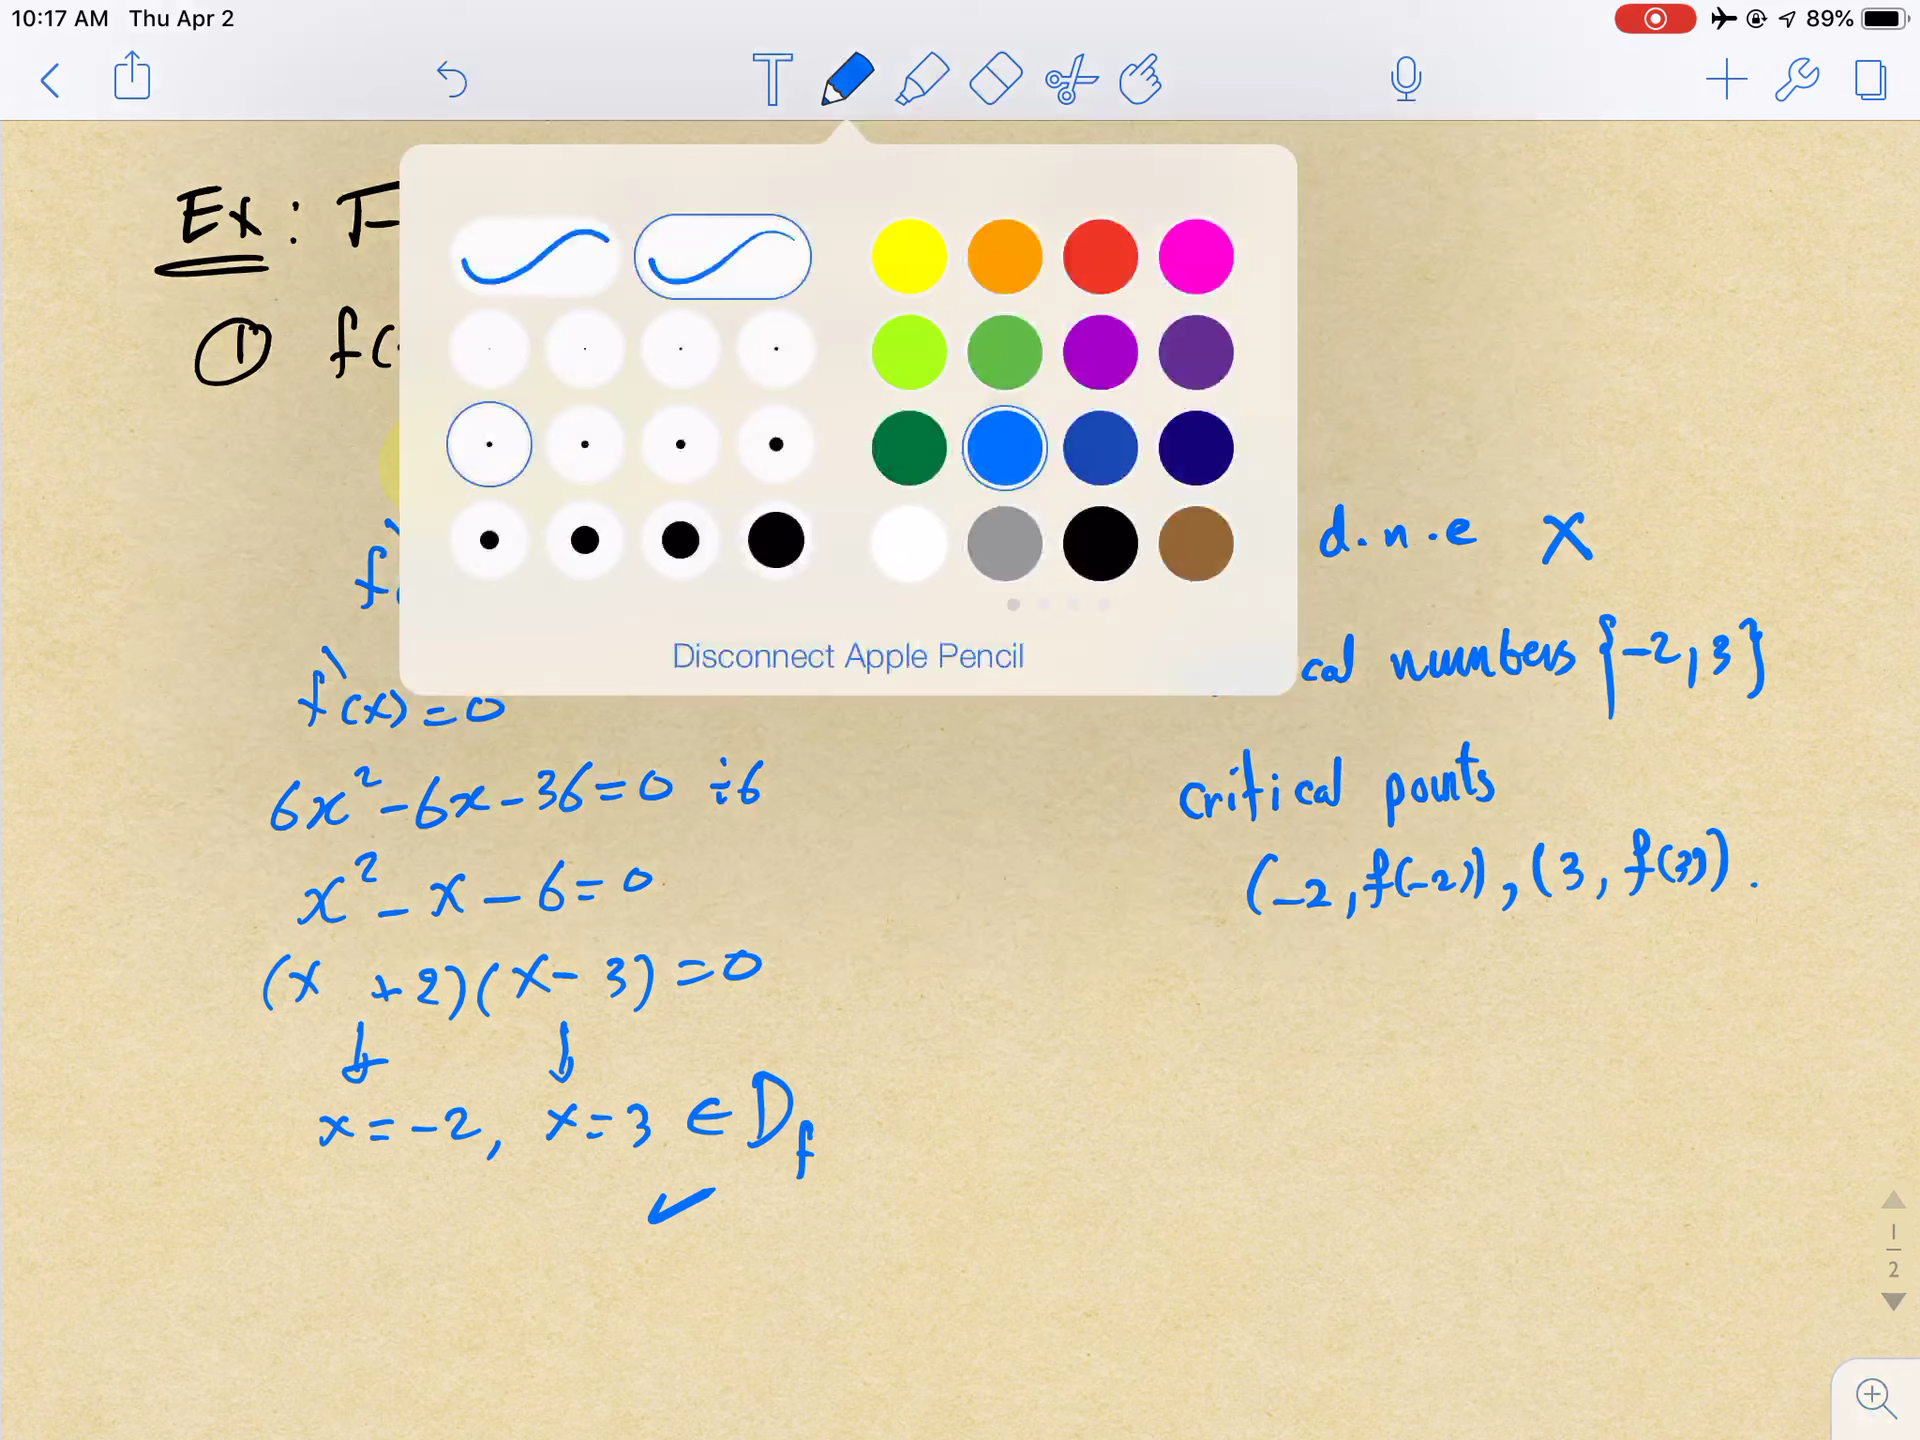 10:17 AM Thu Apr 2
89%
T
Ex :
① f(
d.n.e X
f'(x) = 0
cal numbers {-2, 3}
6x² - 6x - 36 = 0 ÷6
critical points
x² - x - 6 = 0
(-2, f(-2)), (3, f(3)).
(x + 2)(x - 3) = 0
x = -2, x = 3 ∈ D_f
Disconnect Apple Pencil
1
2